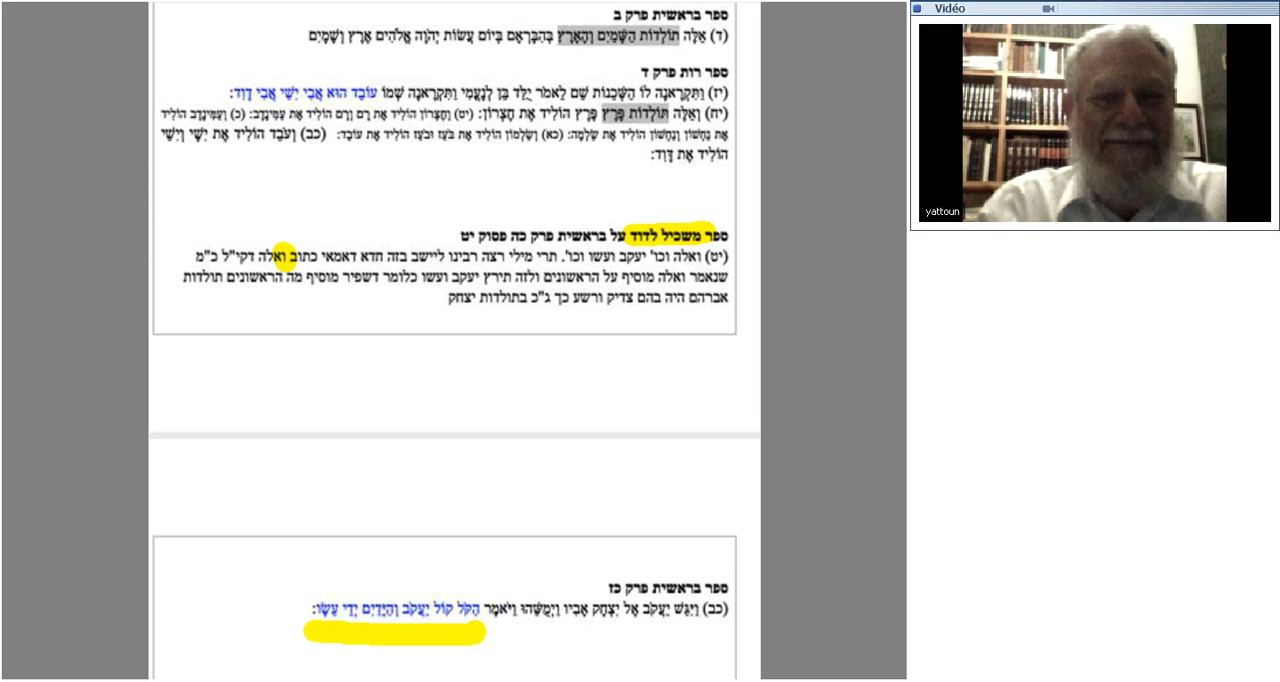 ספר בראשית פרק ב
(ד) אֵלֶּה תוֹלְדוֹת הַשָּׁמַיִם וְהָאָרֶץ בְּהִבָּרְאָם בְּיוֹם עֲשׂוֹת יְהֹוָה אֱלֹהִים אֶרֶץ וְשָׁמָיִם
ספר רות פרק ד
(יז) וַתִּקְרֶאנָה לוֹ הַשְּׁכֵנוֹת שֵׁם לֵאמֹר יֻלַּד בֵּן לְנָעֳמִי וַתִּקְרֶאנָה שְׁמוֹ עוֹבֵד הוּא אֲבִי יִשַׁי אֲבִי דָוִד:
(יח) וְאֵלֶּה תּוֹלְדוֹת פָּרֶץ פֶּרֶץ הוֹלִיד אֶת חֶצְרוֹן: (יט) וְחֶצְרוֹן הוֹלִיד אֶת רָם וְרָם הוֹלִיד אֶת עַמִּינָדָב: (כ) וְעַמִּינָדָב הוֹלִיד
אֶת נַחְשׁוֹן וְנַחְשׁוֹן הוֹלִיד אֶת שַׂלְמָה: (כא) וְשַׂלְמוֹן הוֹלִיד אֶת בֹּעַז וּבֹעַז הוֹלִיד אֶת עוֹבֵד: (כב) וְעֹבֵד הוֹלִיד אֶת יִשָׁי וְיִשַׁי
הוֹלִיד אֶת דָּוִד:
ספר משכיל לדוד על בראשית פרק כה פסוק יט
(יט) ואלה וכו' יעקב ועשו וכו'. תרי מילי רצה רבינו ליישב בזה חדא דאמאי כתוב ואלה דקי"ל כ"מ
שנאמר ואלה מוסיף על הראשונים ולזה תירץ יעקב ועשו כלומר דשפיר מוסיף מה הראשונים תולדות
אברהם היה בהם צדיק ורשע כך ג"כ בתולדות יצחק
ספר בראשית פרק כז
(כב) וַיִּגַּשׁ יַעֲקֹב אֶל יִצְחָק אָבִיו וַיְמֻשֵּׁהוּ וַיֹּאמֶר הַקֹּל קוֹל יַעֲקֹב וְהַיָּדַיִם יְדֵי עֵשָׂו:
Vidéo
yattoun